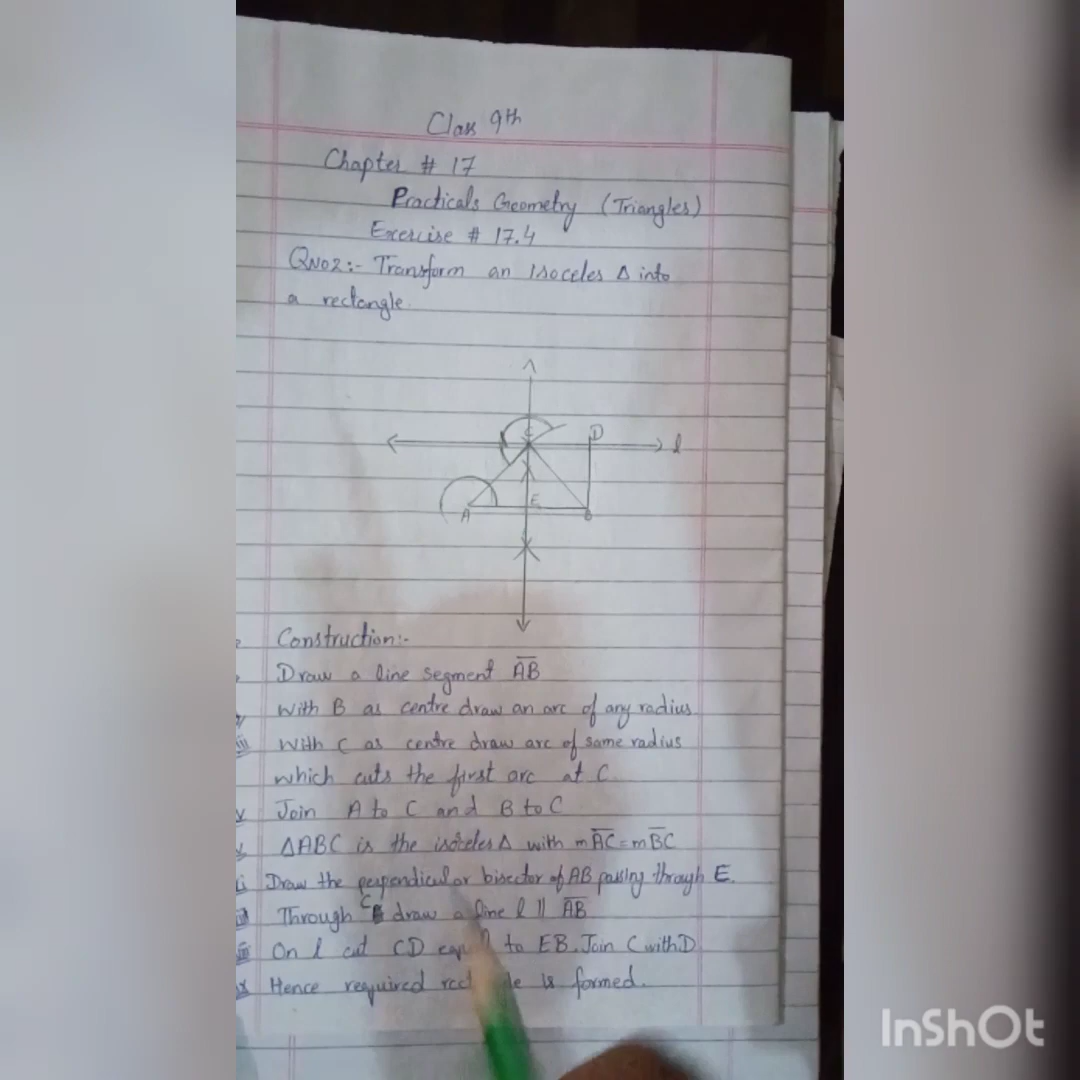 Class 9th
Chapter # 17
Practicals Geometry (Triangles)
Exercise # 17.4
QNo2:- Transform an Isoceles Δ into
a rectangle.
C D l
A E B
Construction:-
Draw a line segment AB
With B as centre draw an arc of any radius
iii With C as centre draw arc of same radius
which cuts the first arc at C.
Join A to C and B to C
ΔABC is the isoceles Δ with mAC = mBC
Draw the perpendicular bisector of AB passing through E.
Through C draw a line l || AB
On l cut CD to EB. Join C with D
Hence required is formed.
InShOt